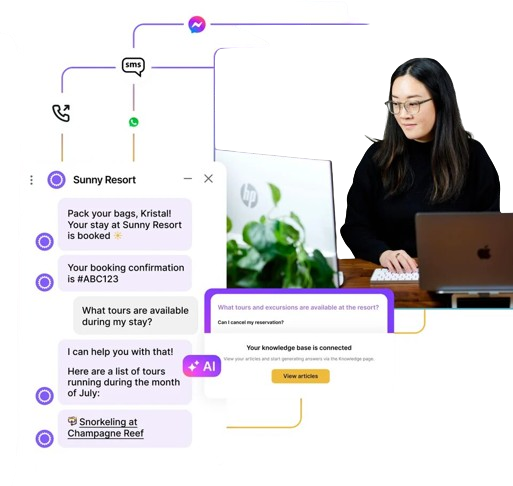 sms
hp
Sunny Resort
Pack your bags, Kristal!
Your stay at Sunny Resort
is booked ☀️
Your booking confirmation
is #ABC123
What tours are available
during my stay?
I can help you with that!
Here are a list of tours
running during the month
of July:
Snorkeling at
Champagne Reef
AI
What tours and excursions are available at the resort?
Can I cancel my reservation?
Your knowledge base is connected
View your articles and start generating answers via the Knowledge page.
View articles